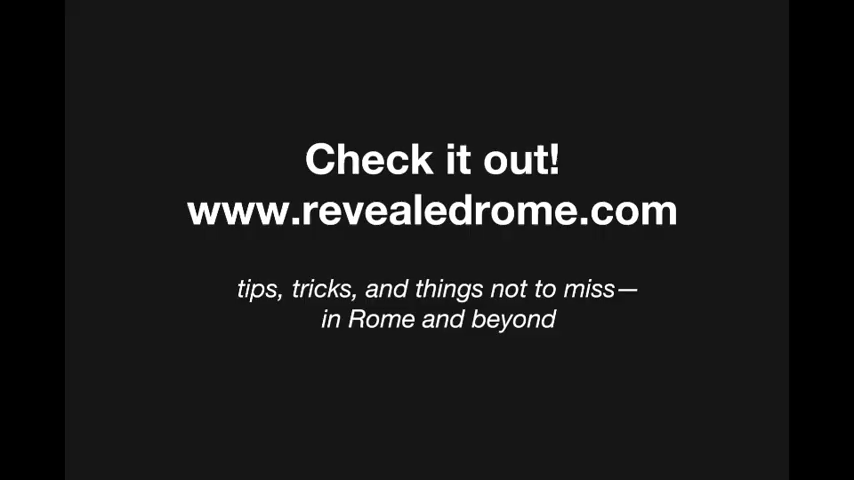 Check it out!
www.revealedrome.com
tips, tricks, and things not to miss—
in Rome and beyond